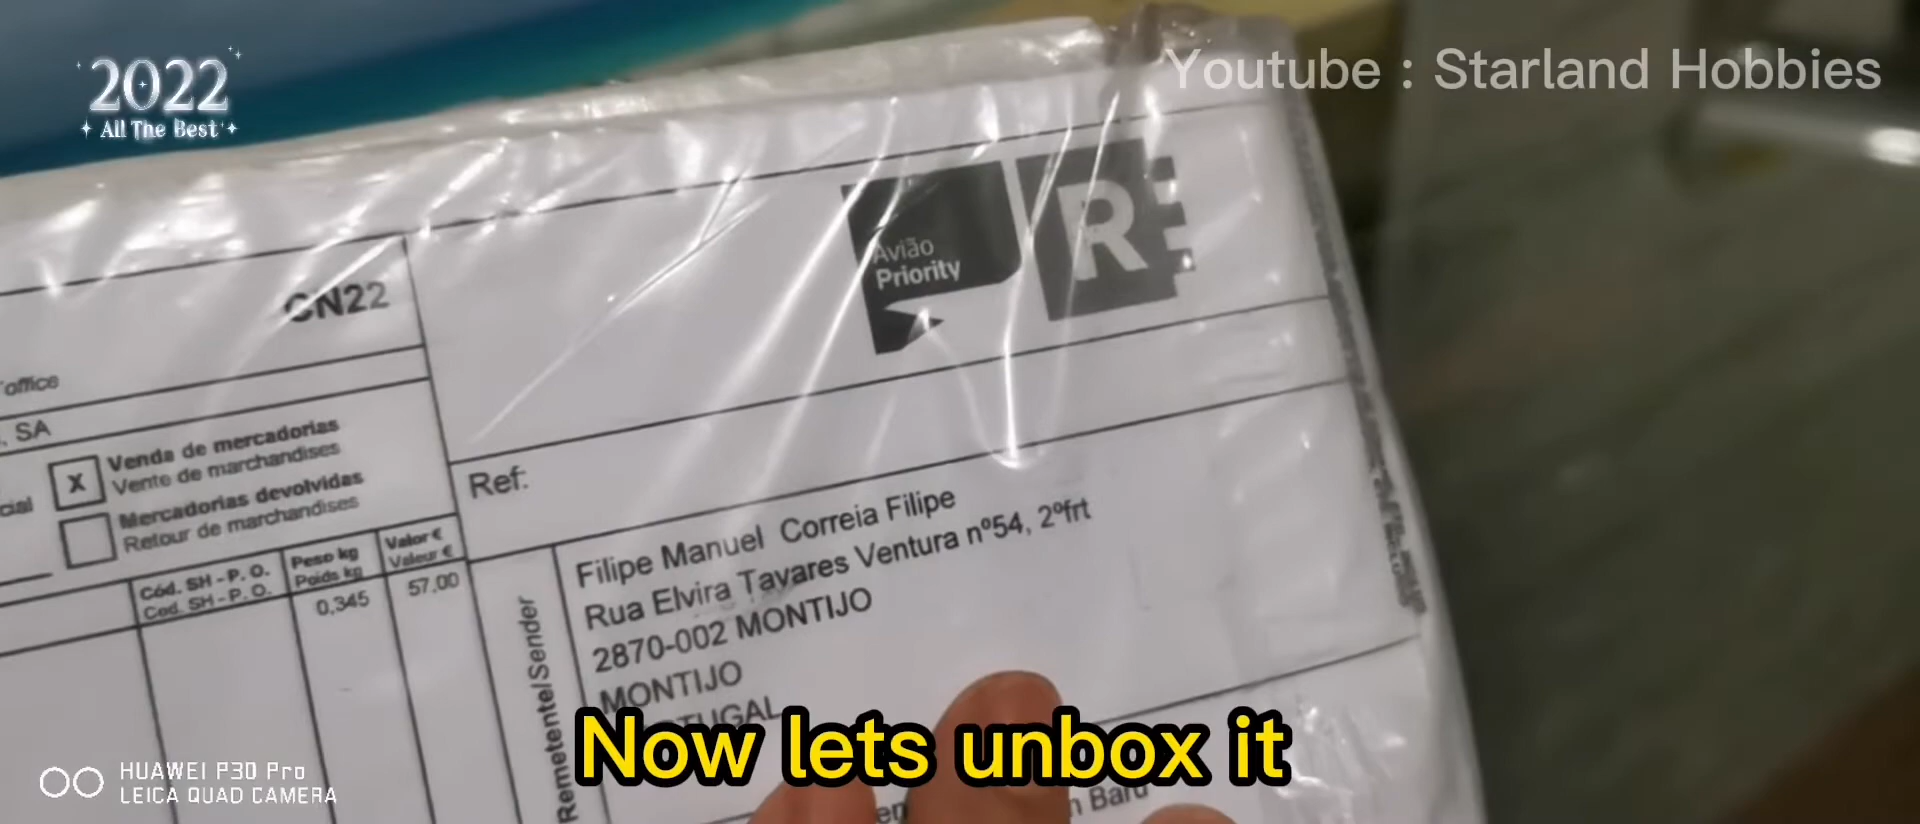 2022
All The Best
Youtube : Starland Hobbies
Avião
Priority
R
CN22
office
, SA
X
Venda de mercadorias
Vente de marchandises
cial
Mercadorias devolvidas
Retour de marchandises
Ref:
Cód. SH - P. O.
Cod. SH - P. O.
Peso kg
Poids kg
Valor €
Valeur €
0,345
57,00
Remetente/Sender
Filipe Manuel Correia Filipe
Rua Elvira Tavares Ventura nº54, 2ºfrt
2870-002 MONTIJO
MONTIJO
TUGAL
Now lets unbox it
HUAWEI P30 Pro
LEICA QUAD CAMERA